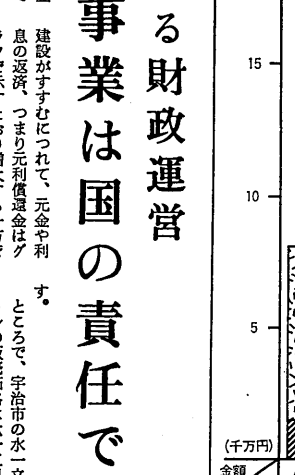 15
10
5
(千万円)
金額
る財政運営
事業は国の責任で
建設がすすむにつれて、元金や利
息の返済、つまり元利償還金はグ
す。
ところで、宇治市の水一立